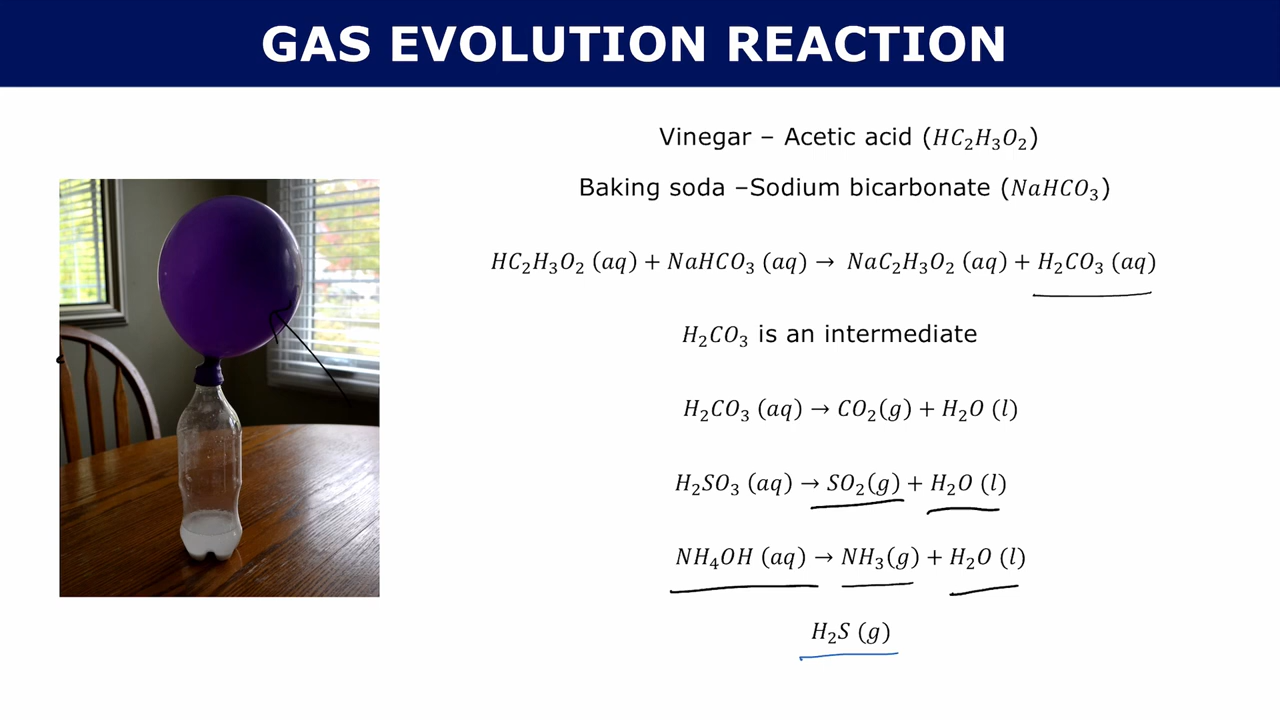 GAS EVOLUTION REACTION
Vinegar – Acetic acid (HC₂H₃O₂)
Baking soda –Sodium bicarbonate (NaHCO₃)
HC₂H₃O₂ (aq) + NaHCO₃ (aq) → NaC₂H₃O₂ (aq) + H₂CO₃ (aq)
H₂CO₃ is an intermediate
H₂CO₃ (aq) → CO₂(g) + H₂O (l)
H₂SO₃ (aq) → SO₂(g) + H₂O (l)
NH₄OH (aq) → NH₃(g) + H₂O (l)
H₂S (g)